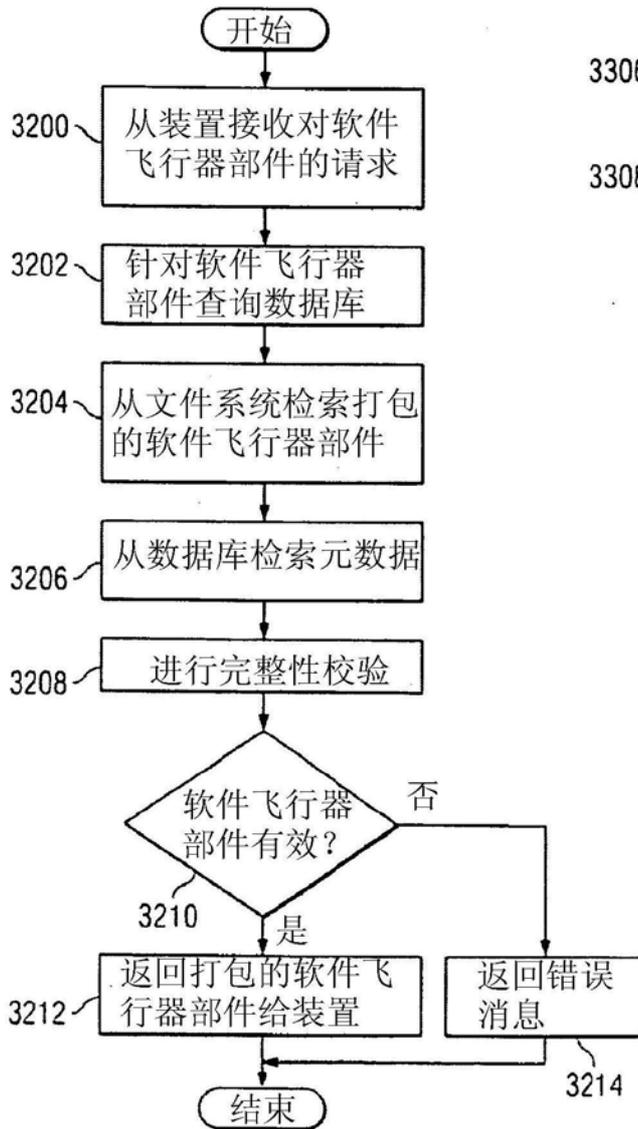 开始
3306
3200
从装置接收对软件
飞行器部件的请求
3308
3202
针对软件飞行器
部件查询数据库
3204
从文件系统检索打包
的软件飞行器部件
3206
从数据库检索元数据
3208
进行完整性校验
软件飞行器
部件有效?
否
3210
是
3212
返回打包的软件飞
行器部件给装置
返回错误
消息
3214
结束